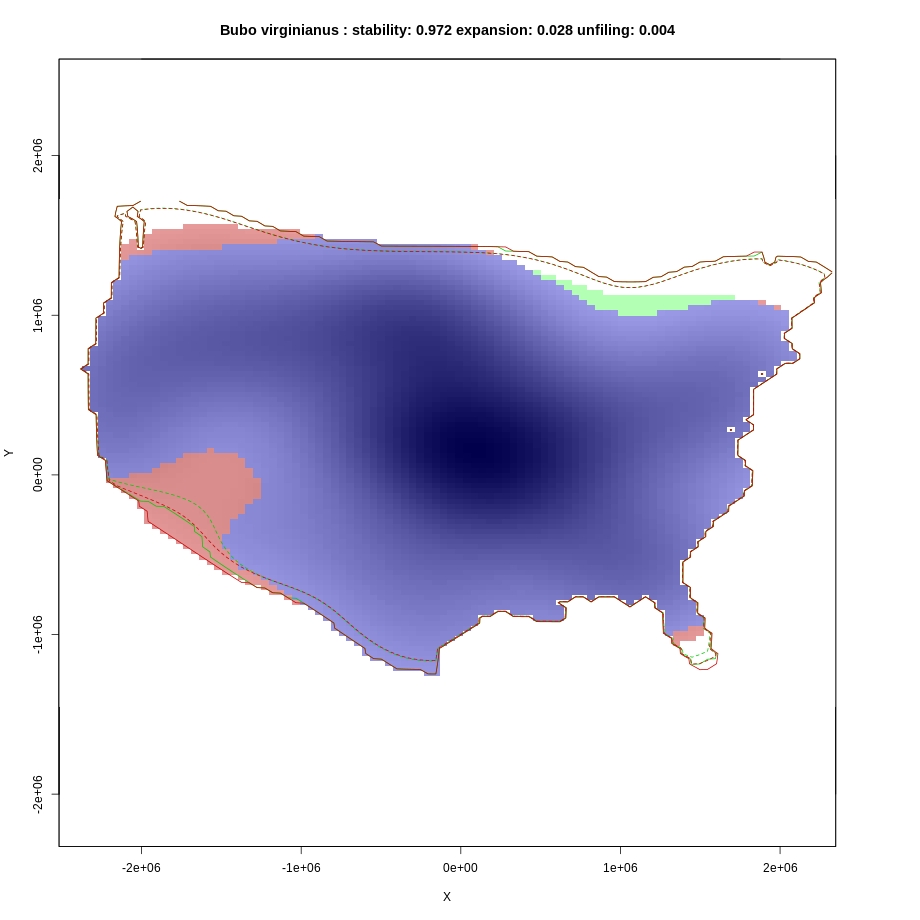 Bubo virginianus : stability: 0.972 expansion: 0.028 unfiling: 0.004
2e+06
1e+06
0e+00
-1e+06
-2e+06
Y
-2e+06 -1e+06 0e+00 1e+06 2e+06
X